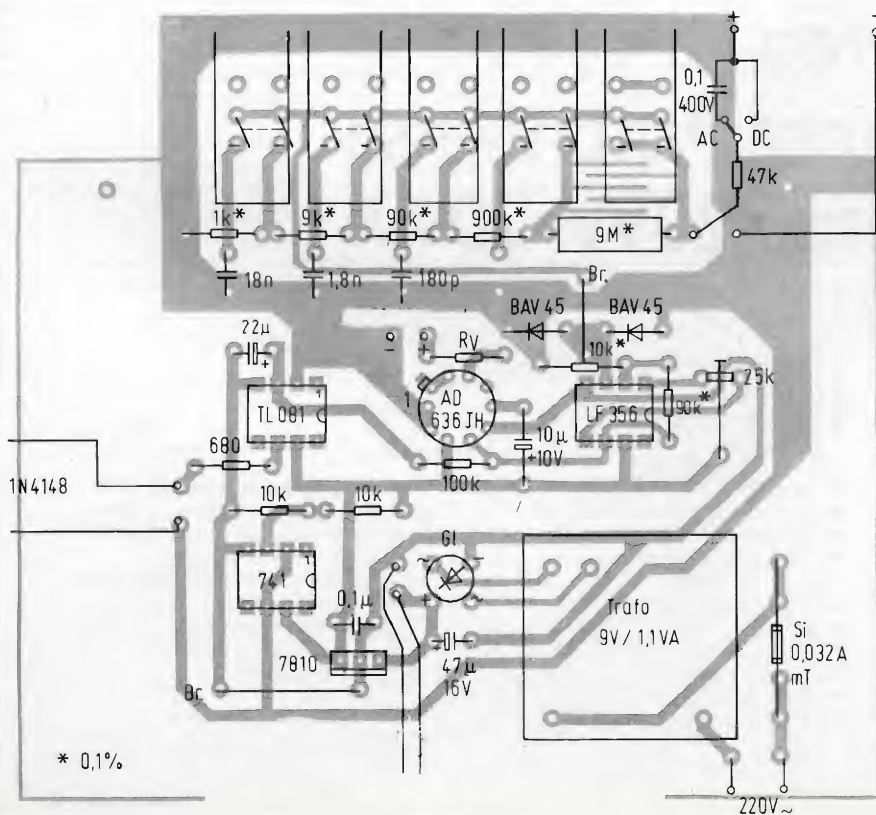 +
-
0,1
400V
AC
DC
47k
1k*
9k*
90k*
900k*
9M*
18n
1,8n
180p
Br.
BAV 45
BAV 45
22µ
+
-
+
RV
10k*
25k
1
TL 081
1
AD
636 JH
LF 356
90k*
680
10µ
+10V
1N4148
100k
10k
10k
Gl
~
-
741
+
~
0,1µ
Trafo
9V / 1,1VA
Si
0,032A
mT
7810
47µ
16V
Br.
* 0,1%
220V~